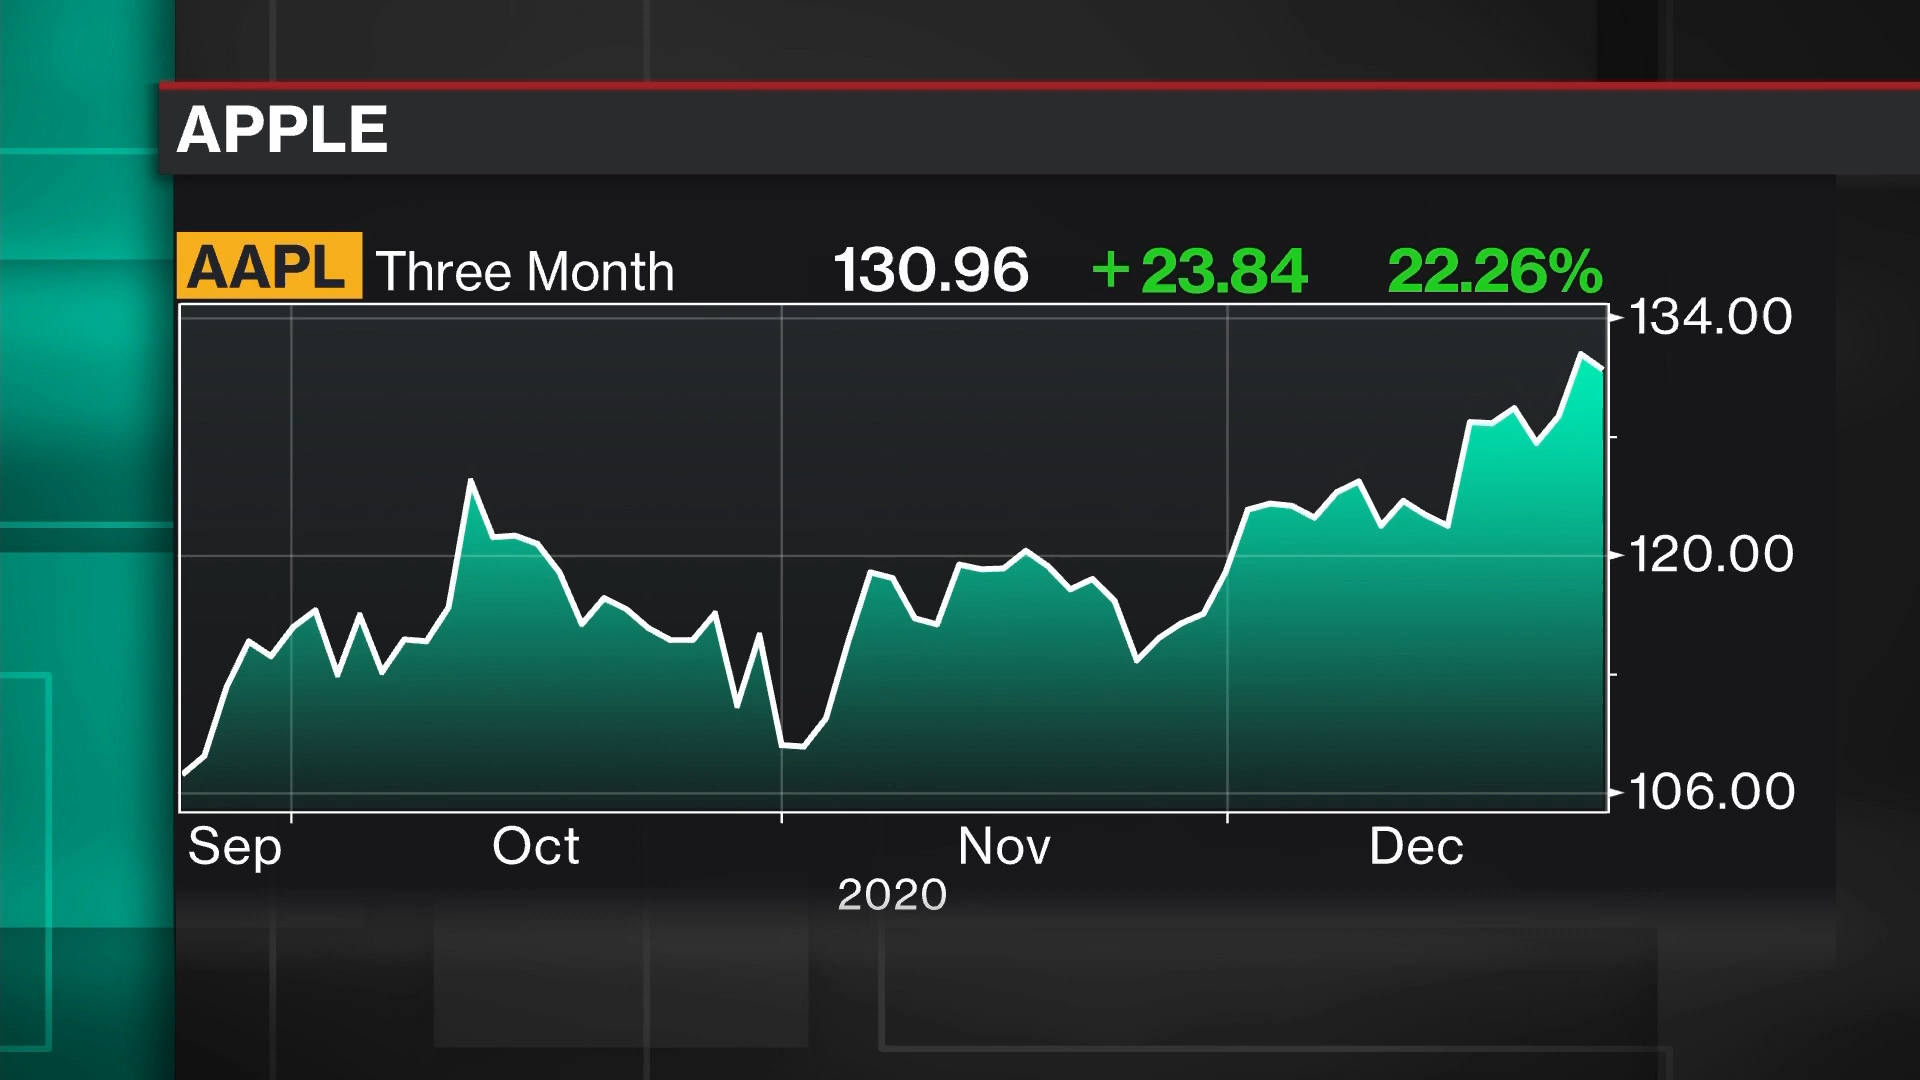 APPLE
AAPL Three Month 130.96 +23.84 22.26%
134.00
120.00
106.00
Sep Oct Nov Dec
2020